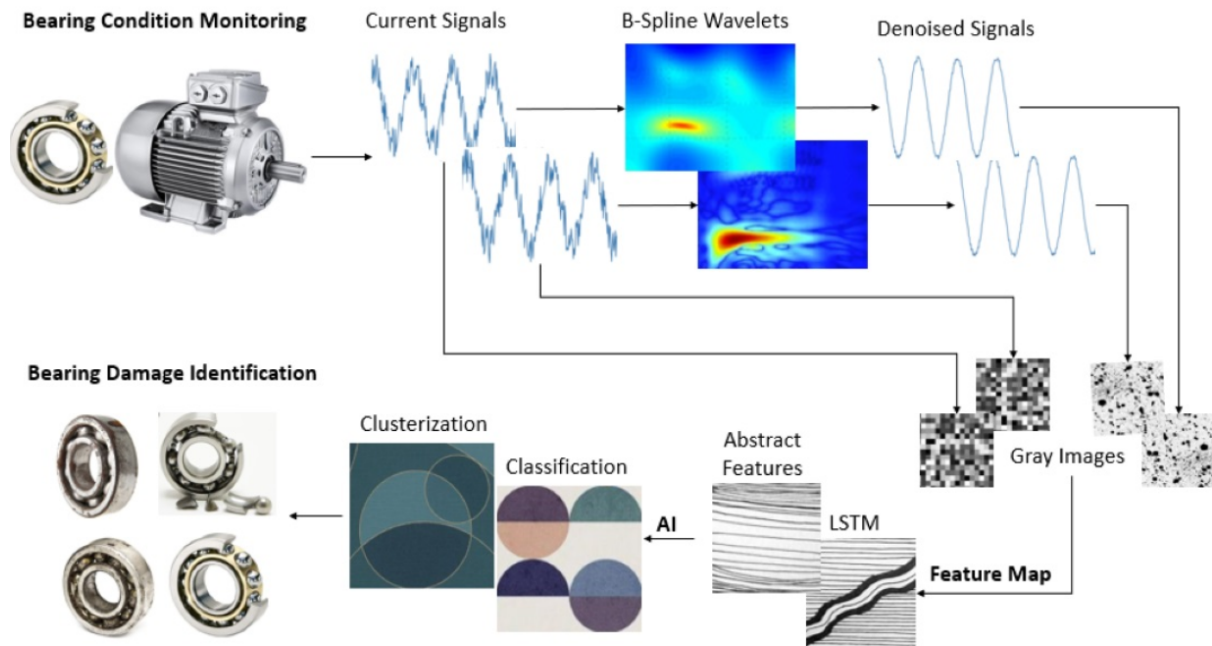 Bearing Condition Monitoring
Current Signals
B-Spline Wavelets
Denoised Signals
Bearing Damage Identification
Clusterization
Classification
AI
Abstract
Features
LSTM
Gray Images
Feature Map